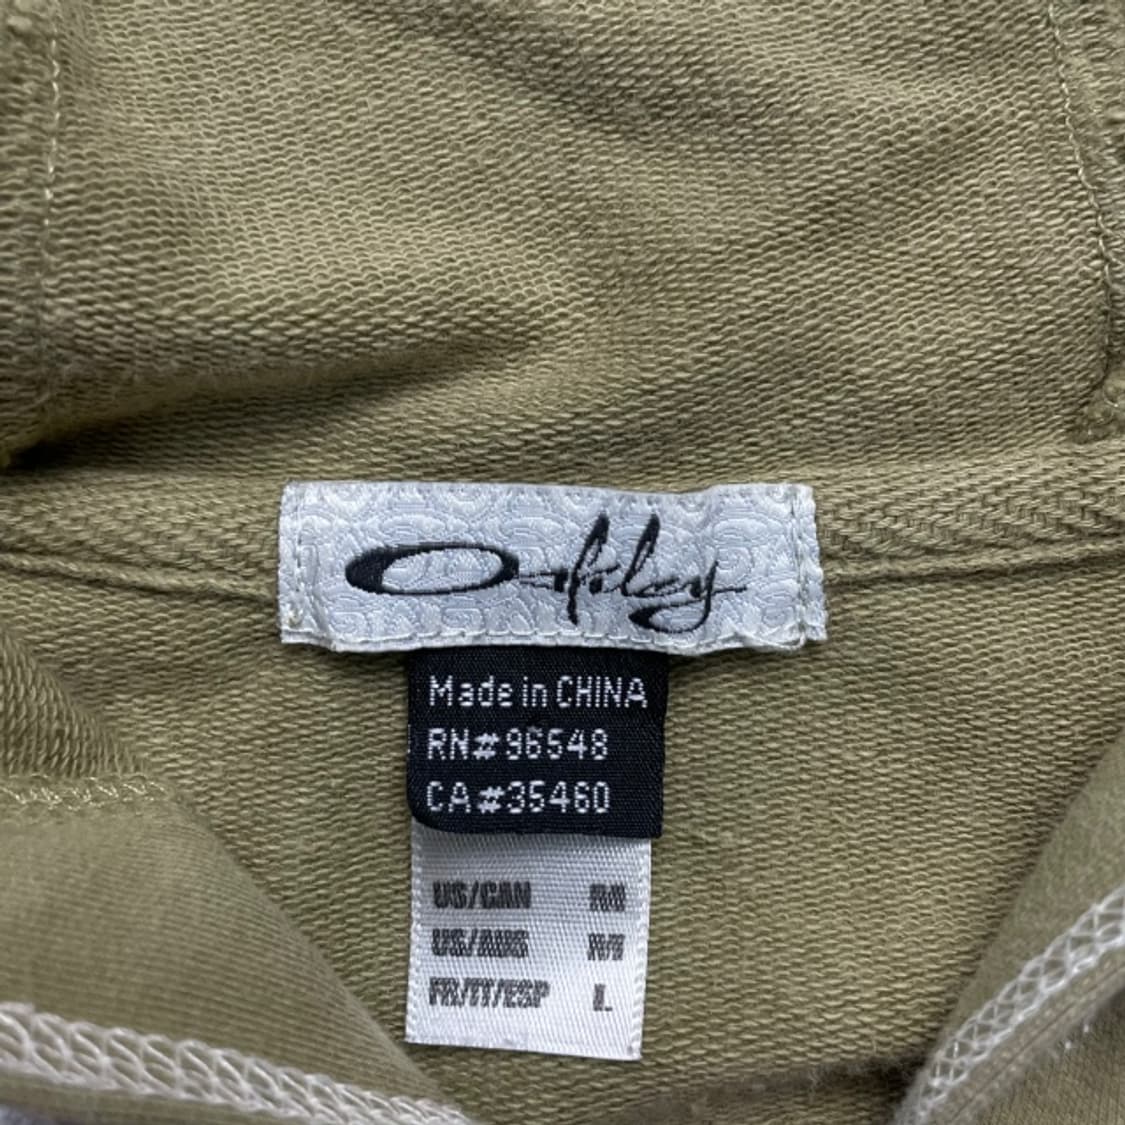 Oakley
Made in CHINA
RN#96548
CA#35460
US/CAN M
US/AUS M
FR/IT/ESP L